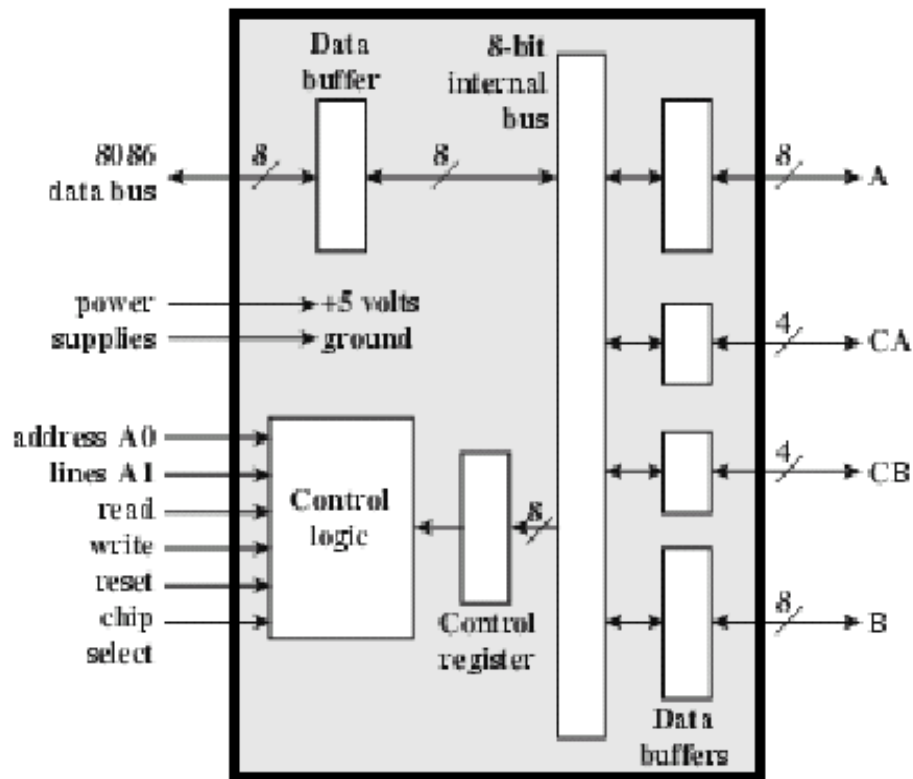 Data
buffer
8-bit
internal
bus
8086
data bus
8
8
8
A
power
supplies
+5 volts
ground
4
CA
address A0
lines A1
read
write
reset
chip
select
Control
logic
8
Control
register
4
CB
8
B
Data
buffers